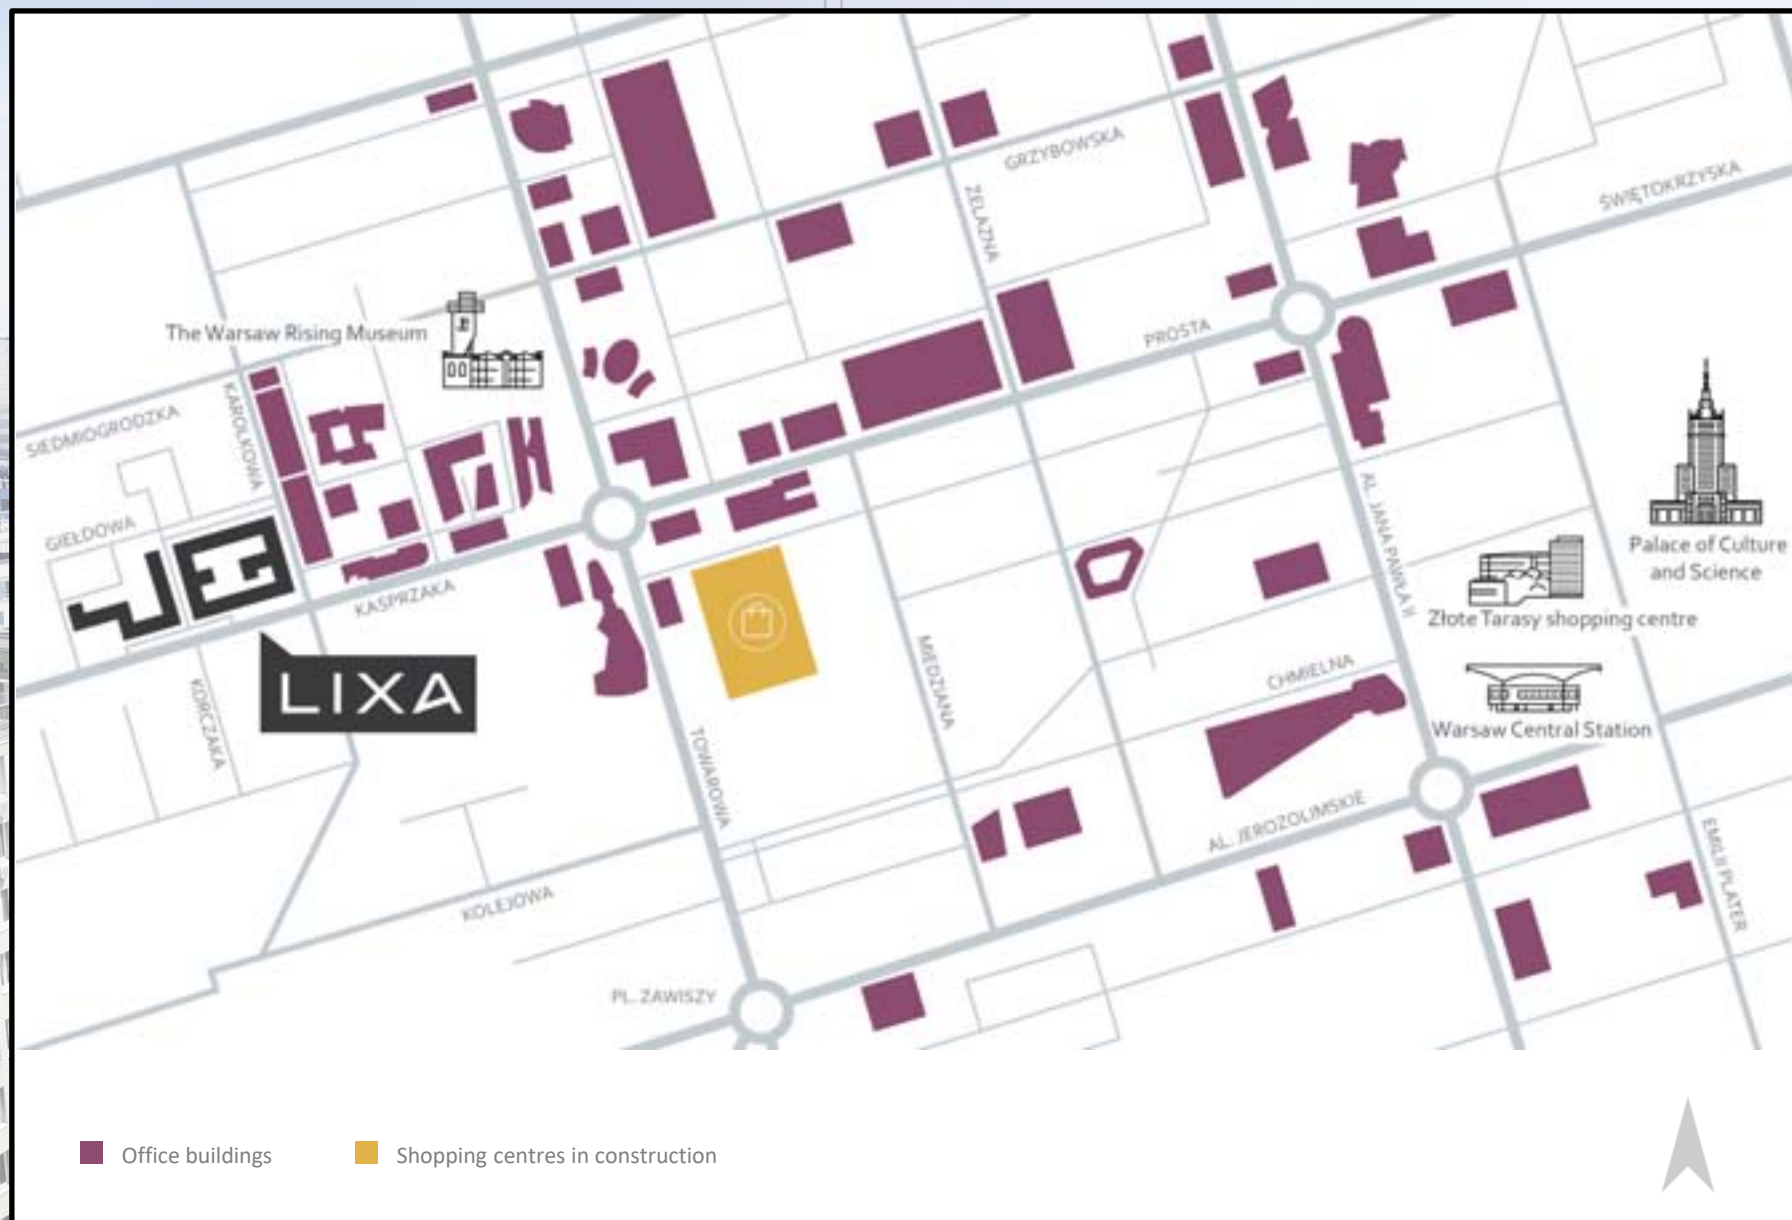 GRZYBOWSKA
ŚWIĘTOKRZYSKA
ŻELAZNA
The Warsaw Rising Museum
PROSTA
SIEDMIOGRODZKA
KAROLKOWA
GIEŁDOWA
AL. JANA PAWŁA II
Palace of Culture
and Science
KASPRZAKA
Złote Tarasy shopping centre
MIEDZIANA
CHMIELNA
KORCZAKA
LIXA
Warsaw Central Station
TOWAROWA
AL. JEROZOLIMSKIE
EMILII PLATER
KOLEJOWA
PL. ZAWISZY
Office buildings
Shopping centres in construction